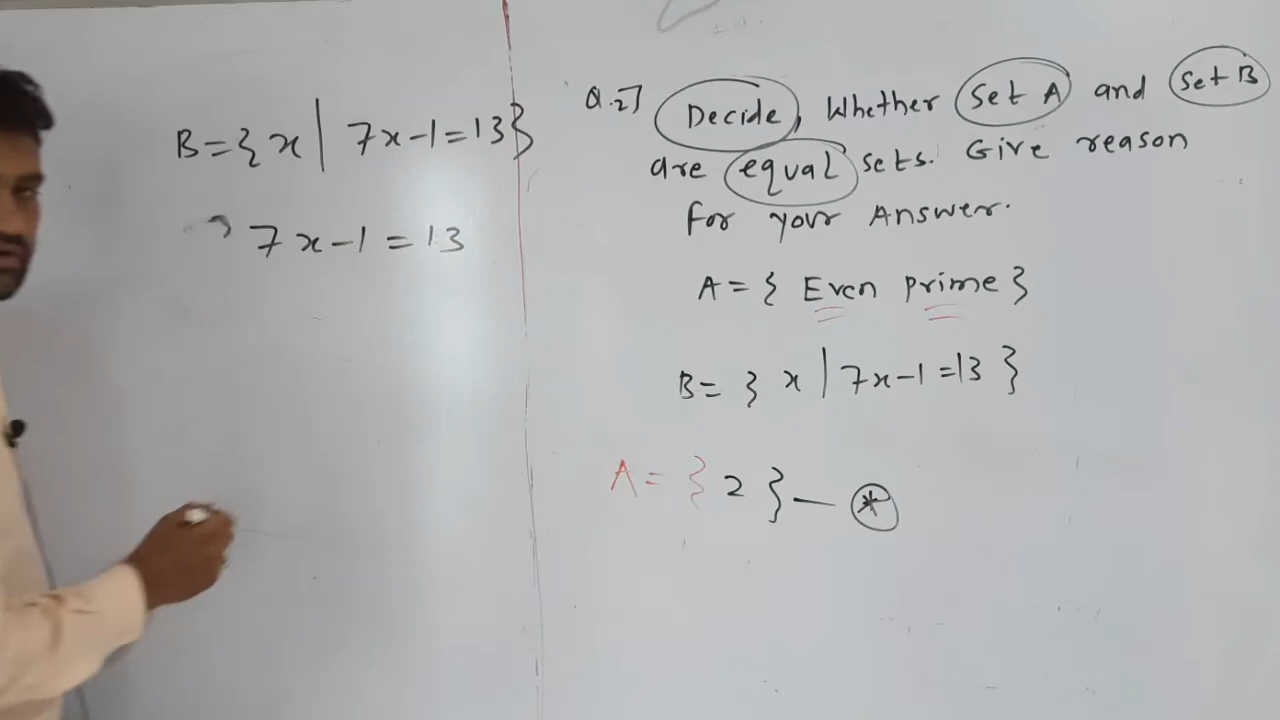 B={x | 7x-1=13}
7x-1=13
Q.2] Decide, Whether Set A and Set B
are equal sets. Give reason
For your Answer.
A={Even prime}
B={x | 7x-1=13}
A={2}—*